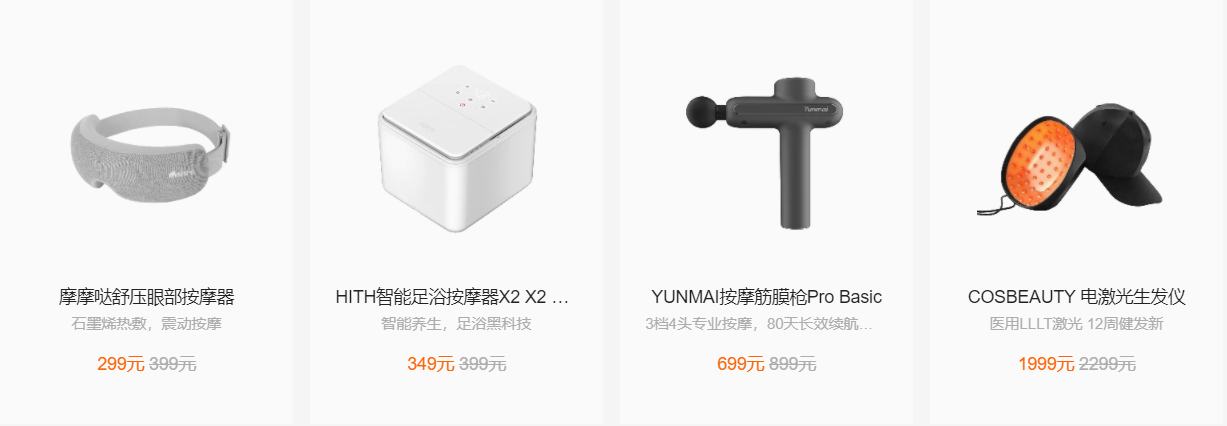 摩摩哒舒压眼部按摩器
石墨烯热敷，震动按摩
299元 399元
HITH智能足浴按摩器X2 X2 …
智能养生，足浴黑科技
349元 399元
Yunmai
YUNMAI按摩筋膜枪Pro Basic
3档4头专业按摩，80天长效续航…
699元 899元
COSBEAUTY 电激光生发仪
医用LLLT激光 12周健发新
1999元 2299元